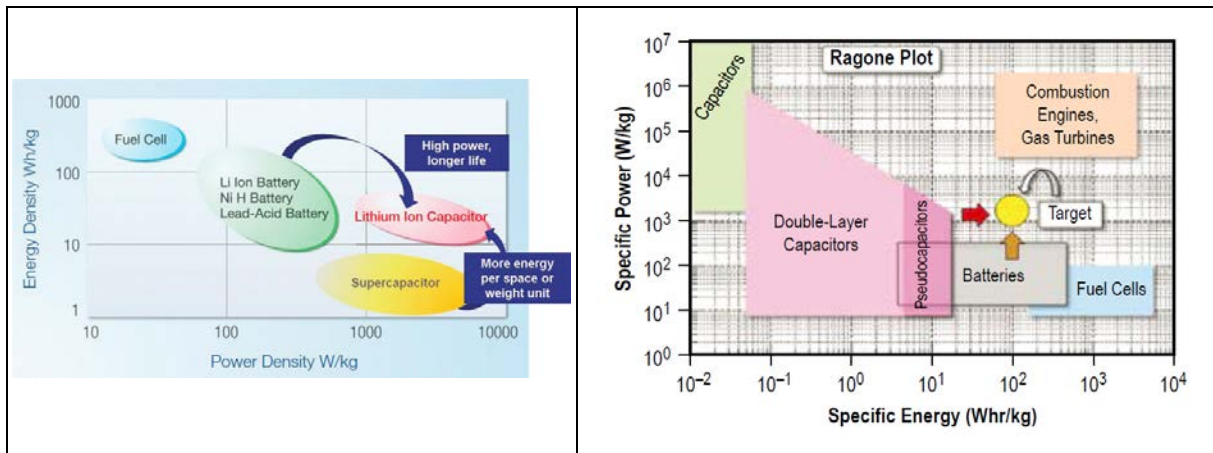 1000
100
10
1
Energy Density Wh/kg
Fuel Cell
Li Ion Battery
Ni H Battery
Lead-Acid Battery
High power,
longer life
Lithium Ion Capacitor
Supercapacitor
More energy
per space or
weight unit
10 100 1000 10000
Power Density W/kg
Ragone Plot
10⁷
10⁶
10⁵
10⁴
10³
10²
10¹
10⁰
Specific Power (W/kg)
Capacitors
Double-Layer
Capacitors
Pseudocapacitors
Combustion
Engines,
Gas Turbines
Target
Batteries
Fuel Cells
10⁻² 10⁻¹ 10⁰ 10¹ 10² 10³ 10⁴
Specific Energy (Whr/kg)